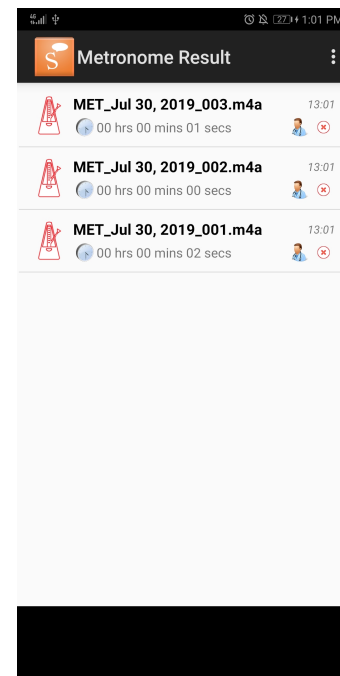 4G
27 1:01 PM
S Metronome Result
MET_Jul 30, 2019_003.m4a 13:01
00 hrs 00 mins 01 secs
MET_Jul 30, 2019_002.m4a 13:01
00 hrs 00 mins 00 secs
MET_Jul 30, 2019_001.m4a 13:01
00 hrs 00 mins 02 secs